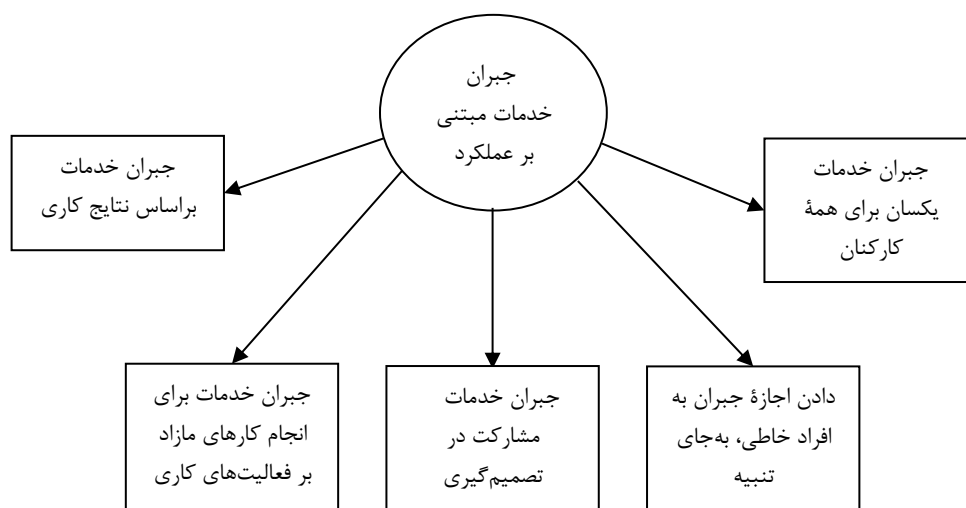 جبران
خدمات مبتنی
بر عملکرد
جبران خدمات
یکسان برای همۀ
کارکنان
جبران خدمات
براساس نتایج کاری
دادن اجازۀ جبران به
افراد خاطی، به‌جای
تنبیه
جبران خدمات
مشارکت در
تصمیم‌گیری
جبران خدمات برای
انجام کارهای مازاد
بر فعالیت‌های کاری